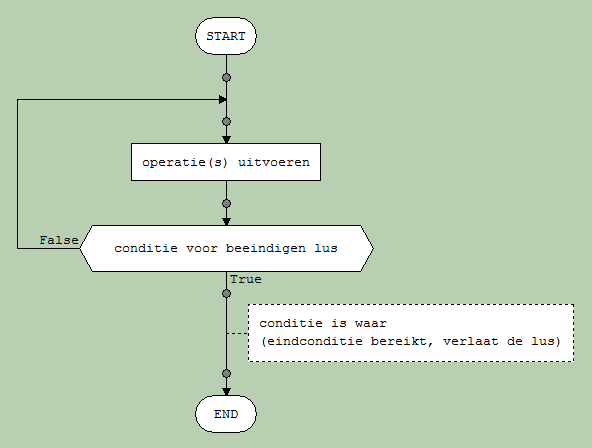 START
operatie(s) uitvoeren
False
conditie voor beeindigen lus
True
conditie is waar
(eindconditie bereikt, verlaat de lus)
END